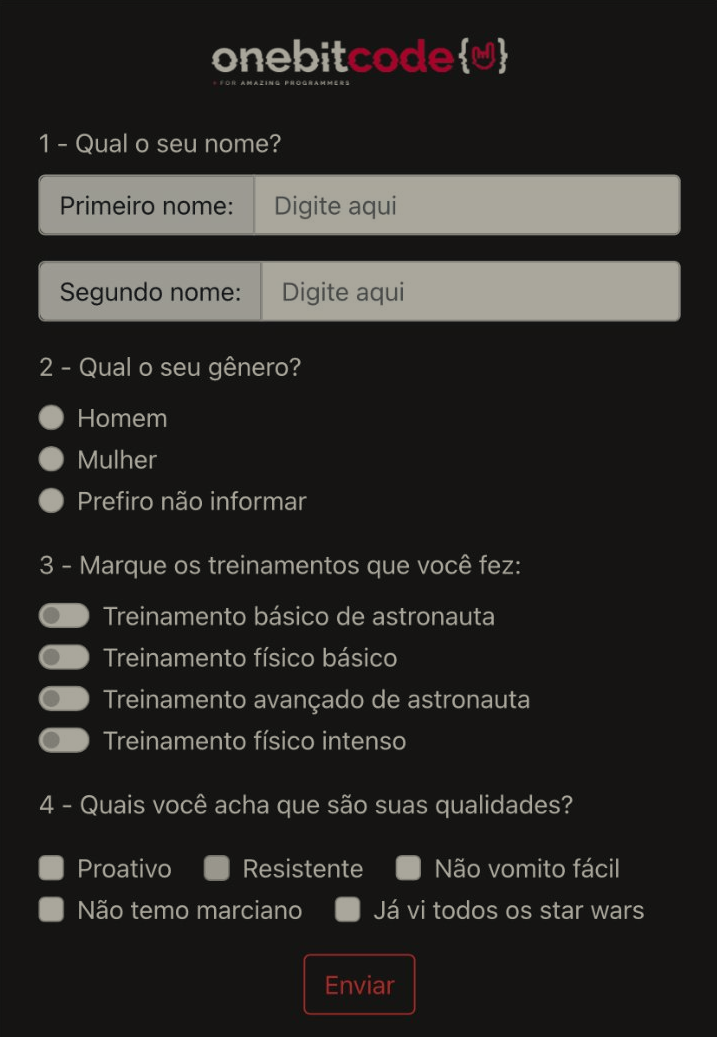 onebitcode{}
FOR AMAZING PROGRAMMERS
1 - Qual o seu nome?
Primeiro nome: Digite aqui
Segundo nome: Digite aqui
2 - Qual o seu gênero?
Homem
Mulher
Prefiro não informar
3 - Marque os treinamentos que você fez:
Treinamento básico de astronauta
Treinamento físico básico
Treinamento avançado de astronauta
Treinamento físico intenso
4 - Quais você acha que são suas qualidades?
Proativo Resistente Não vomito fácil
Não temo marciano Já vi todos os star wars
Enviar